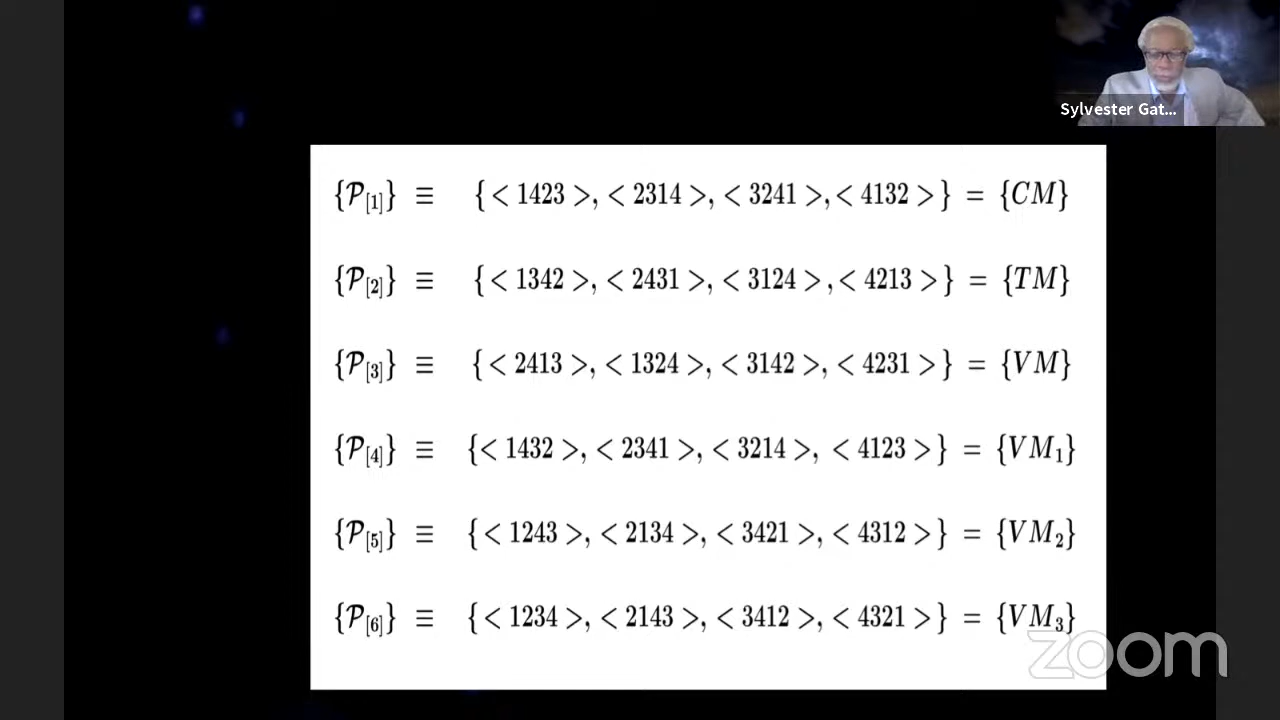 Sylvester Gat...
{𝒫[1]} ≡ {< 1423 >, < 2314 >, < 3241 >, < 4132 >} = {CM}
{𝒫[2]} ≡ {< 1342 >, < 2431 >, < 3124 >, < 4213 >} = {TM}
{𝒫[3]} ≡ {< 2413 >, < 1324 >, < 3142 >, < 4231 >} = {VM}
{𝒫[4]} ≡ {< 1432 >, < 2341 >, < 3214 >, < 4123 >} = {VM₁}
{𝒫[5]} ≡ {< 1243 >, < 2134 >, < 3421 >, < 4312 >} = {VM₂}
{𝒫[6]} ≡ {< 1234 >, < 2143 >, < 3412 >, < 4321 >} = {VM₃}
zoom